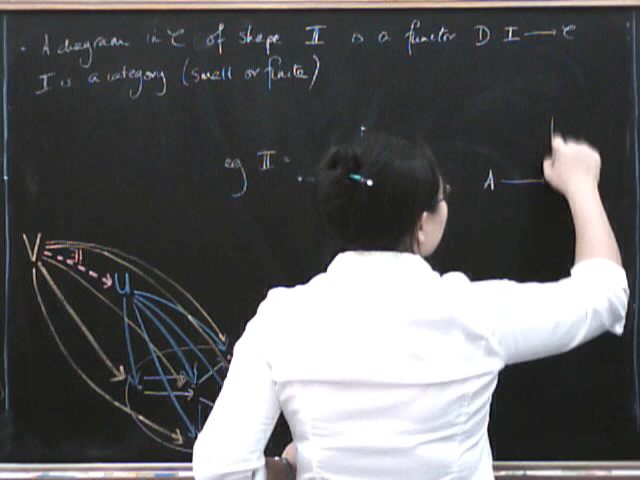 · A diagram in C of shape I is a functor D I → C
I is a category (small or finite)
eg I =
A
V
!
U